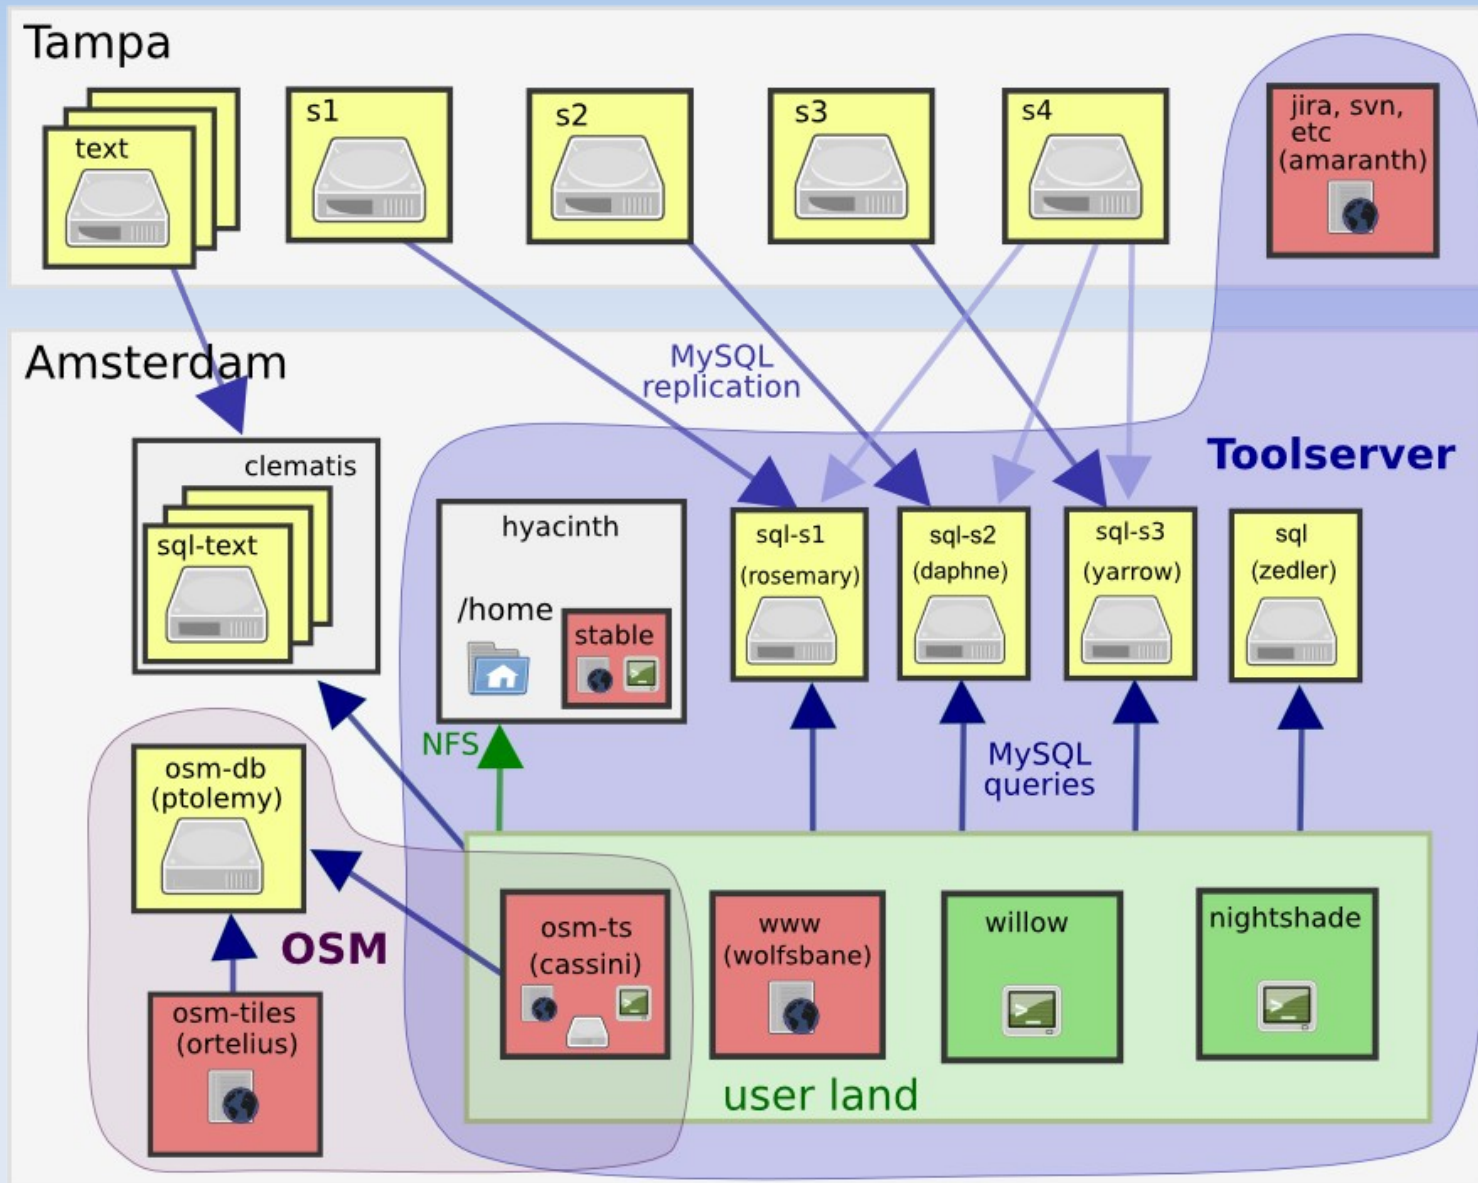 Tampa
text
s1
s2
s3
s4
jira, svn,
etc
(amaranth)
Amsterdam
MySQL
replication
Toolserver
clematis
sql-text
hyacinth
/home
stable
sql-s1
(rosemary)
sql-s2
(daphne)
sql-s3
(yarrow)
sql
(zedler)
NFS
MySQL
queries
osm-db
(ptolemy)
OSM
osm-tiles
(ortelius)
osm-ts
(cassini)
www
(wolfsbane)
willow
nightshade
user land